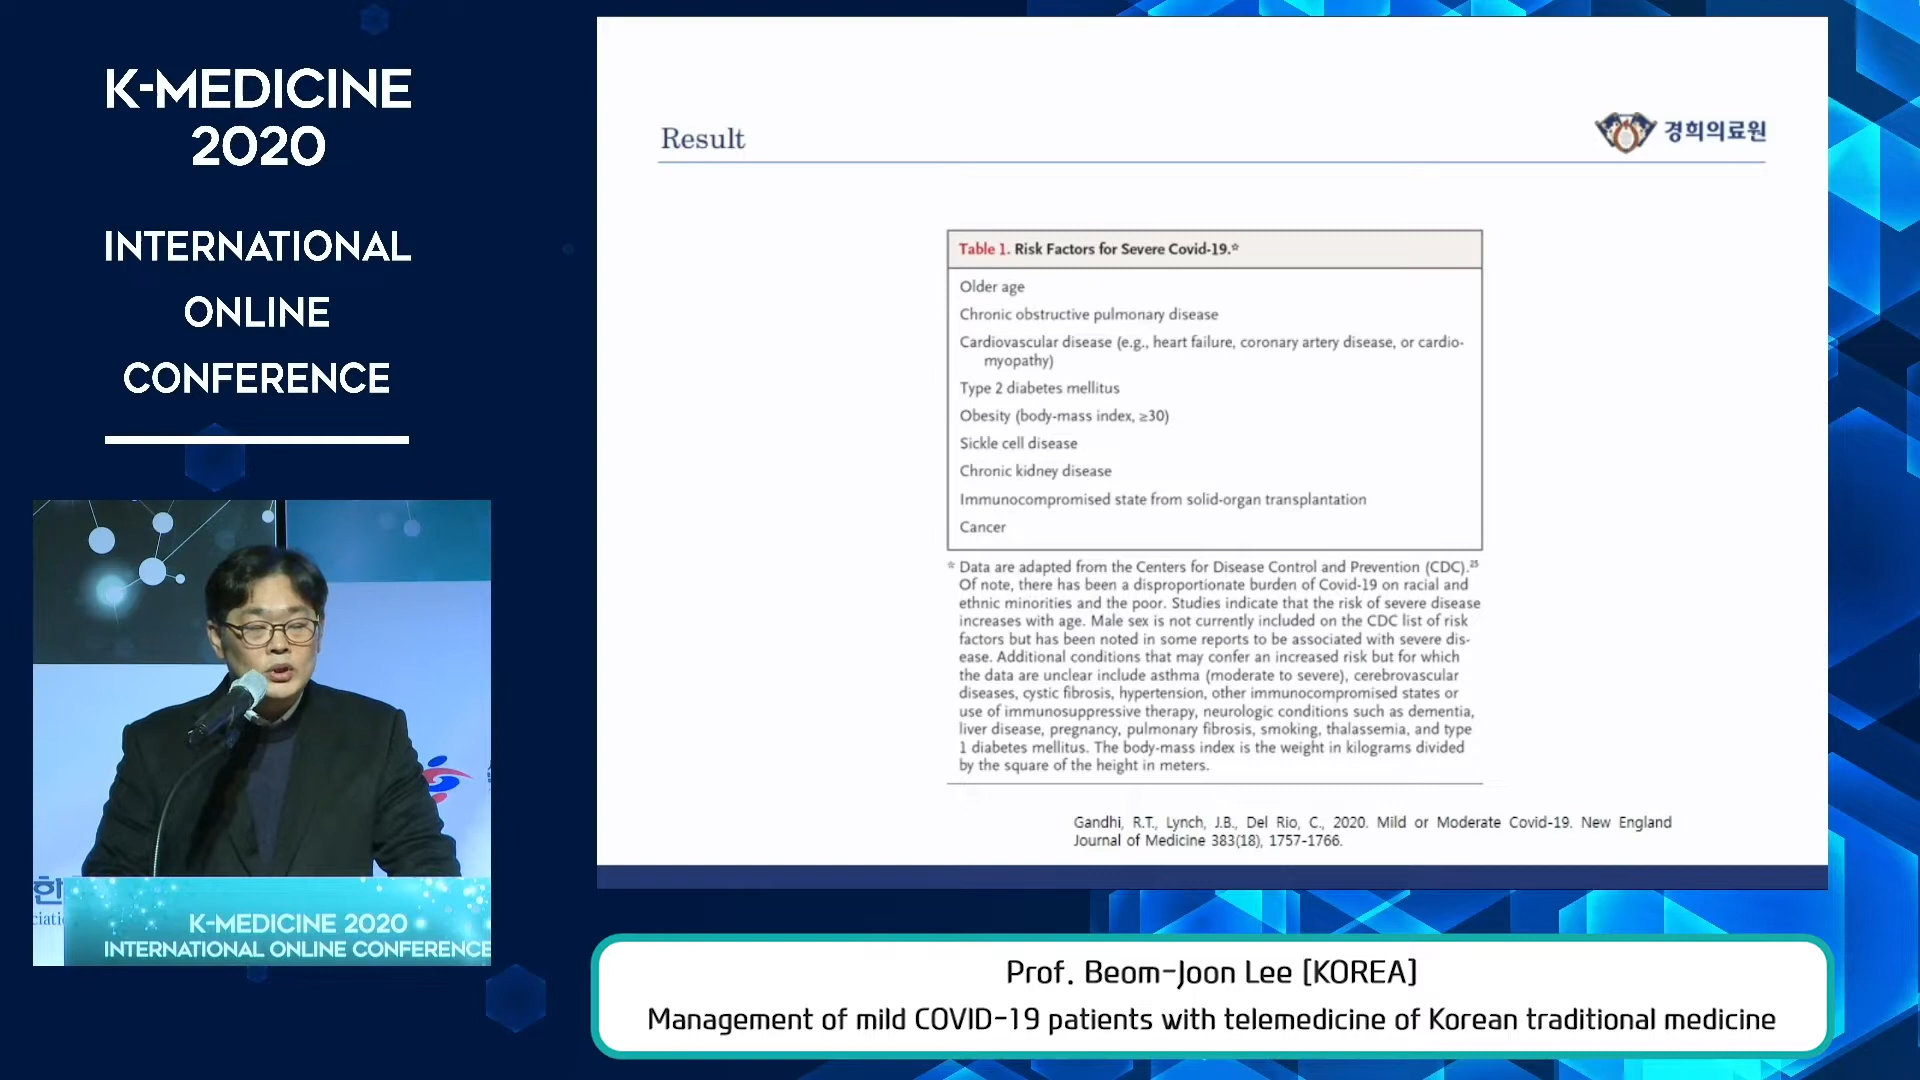 K-MEDICINE
2020
INTERNATIONAL
ONLINE
CONFERENCE
한
ciati
K-MEDICINE 2020
INTERNATIONAL ONLINE CONFERENCE
Result
경희의료원
Table 1. Risk Factors for Severe Covid-19.*
Older age
Chronic obstructive pulmonary disease
Cardiovascular disease (e.g., heart failure, coronary artery disease, or cardio-
myopathy)
Type 2 diabetes mellitus
Obesity (body-mass index, ≥30)
Sickle cell disease
Chronic kidney disease
Immunocompromised state from solid-organ transplantation
Cancer
* Data are adapted from the Centers for Disease Control and Prevention (CDC).25
Of note, there has been a disproportionate burden of Covid-19 on racial and
ethnic minorities and the poor. Studies indicate that the risk of severe disease
increases with age. Male sex is not currently included on the CDC list of risk
factors but has been noted in some reports to be associated with severe dis-
ease. Additional conditions that may confer an increased risk but for which
the data are unclear include asthma (moderate to severe), cerebrovascular
diseases, cystic fibrosis, hypertension, other immunocompromised states or
use of immunosuppressive therapy, neurologic conditions such as dementia,
liver disease, pregnancy, pulmonary fibrosis, smoking, thalassemia, and type
1 diabetes mellitus. The body-mass index is the weight in kilograms divided
by the square of the height in meters.
Gandhi, R.T., Lynch, J.B., Del Rio, C., 2020. Mild or Moderate Covid-19. New England
Journal of Medicine 383(18), 1757-1766.
Prof. Beom-Joon Lee [KOREA]
Management of mild COVID-19 patients with telemedicine of Korean traditional medicine